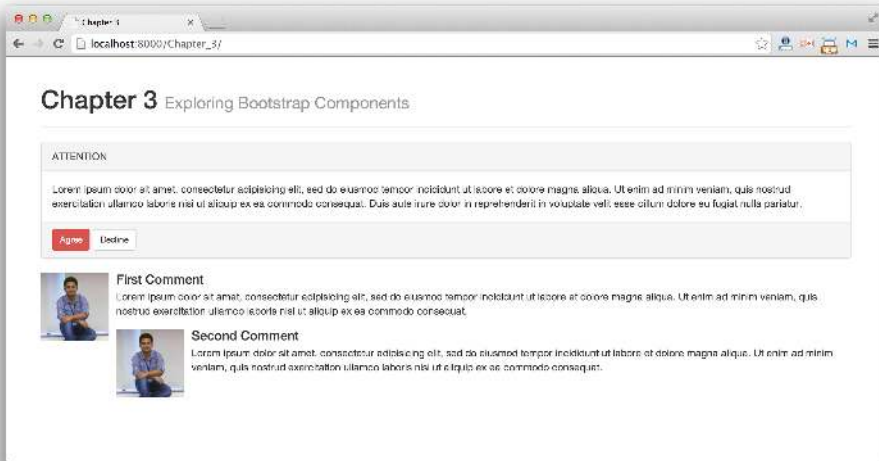 Chapter 3
localhost:8000/Chapter_3/
Chapter 3 Exploring Bootstrap Components
ATTENTION
Lorem ipsum dolor sit amet, consectetur adipisicing elit, sed do eiusmod tempor incididunt ut labore et dolore magna aliqua. Ut enim ad minim veniam, quis nostrud
exercitation ullamco laboris nisi ut aliquip ex ea commodo consequat. Duis aute irure dolor in reprehenderit in voluptate velit esse cillum dolore eu fugiat nulla pariatur.
Agree Decline
First Comment
Lorem ipsum dolor sit amet, consectetur adipisicing elit, sed do eiusmod tempor incididunt ut labore et dolore magna aliqua. Ut enim ad minim veniam, quis
nostrud exercitation ullamco laboris nisi ut aliquip ex ea commodo consequat.
Second Comment
Lorem ipsum dolor sit amet, consectetur adipisicing elit, sed do eiusmod tempor incididunt ut labore et dolore magna aliqua. Ut enim ad minim
veniam, quis nostrud exercitation ullamco laboris nisi ut aliquip ex ea commodo consequat.